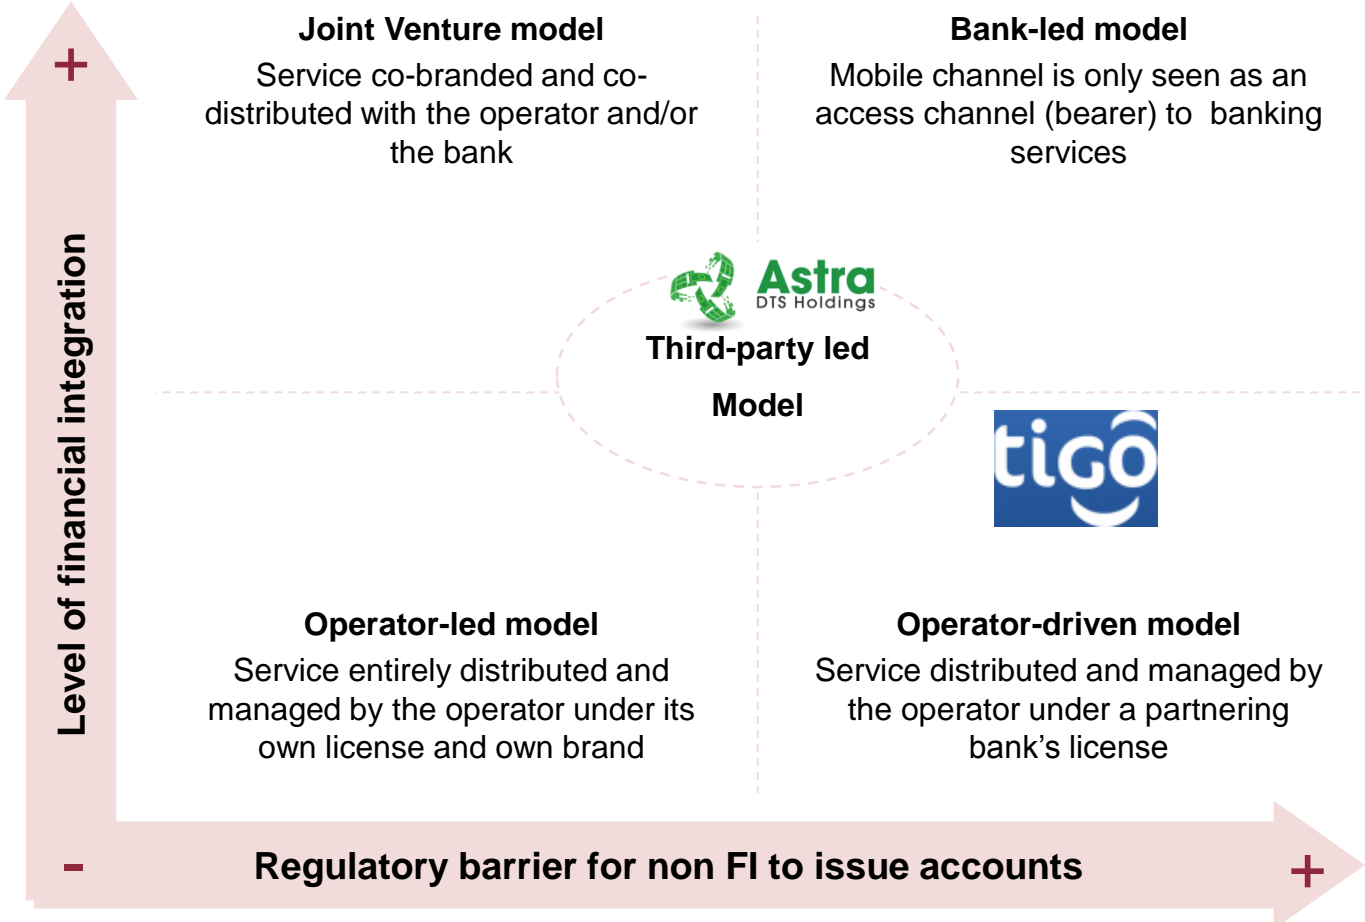 +
Joint Venture model
Service co-branded and co-
distributed with the operator and/or
the bank
Bank-led model
Mobile channel is only seen as an
access channel (bearer) to banking
services
Level of financial integration
Astra
DTS Holdings
Third-party led
Model
tiGO
Operator-led model
Service entirely distributed and
managed by the operator under its
own license and own brand
Operator-driven model
Service distributed and managed by
the operator under a partnering
bank’s license
-
Regulatory barrier for non FI to issue accounts
+